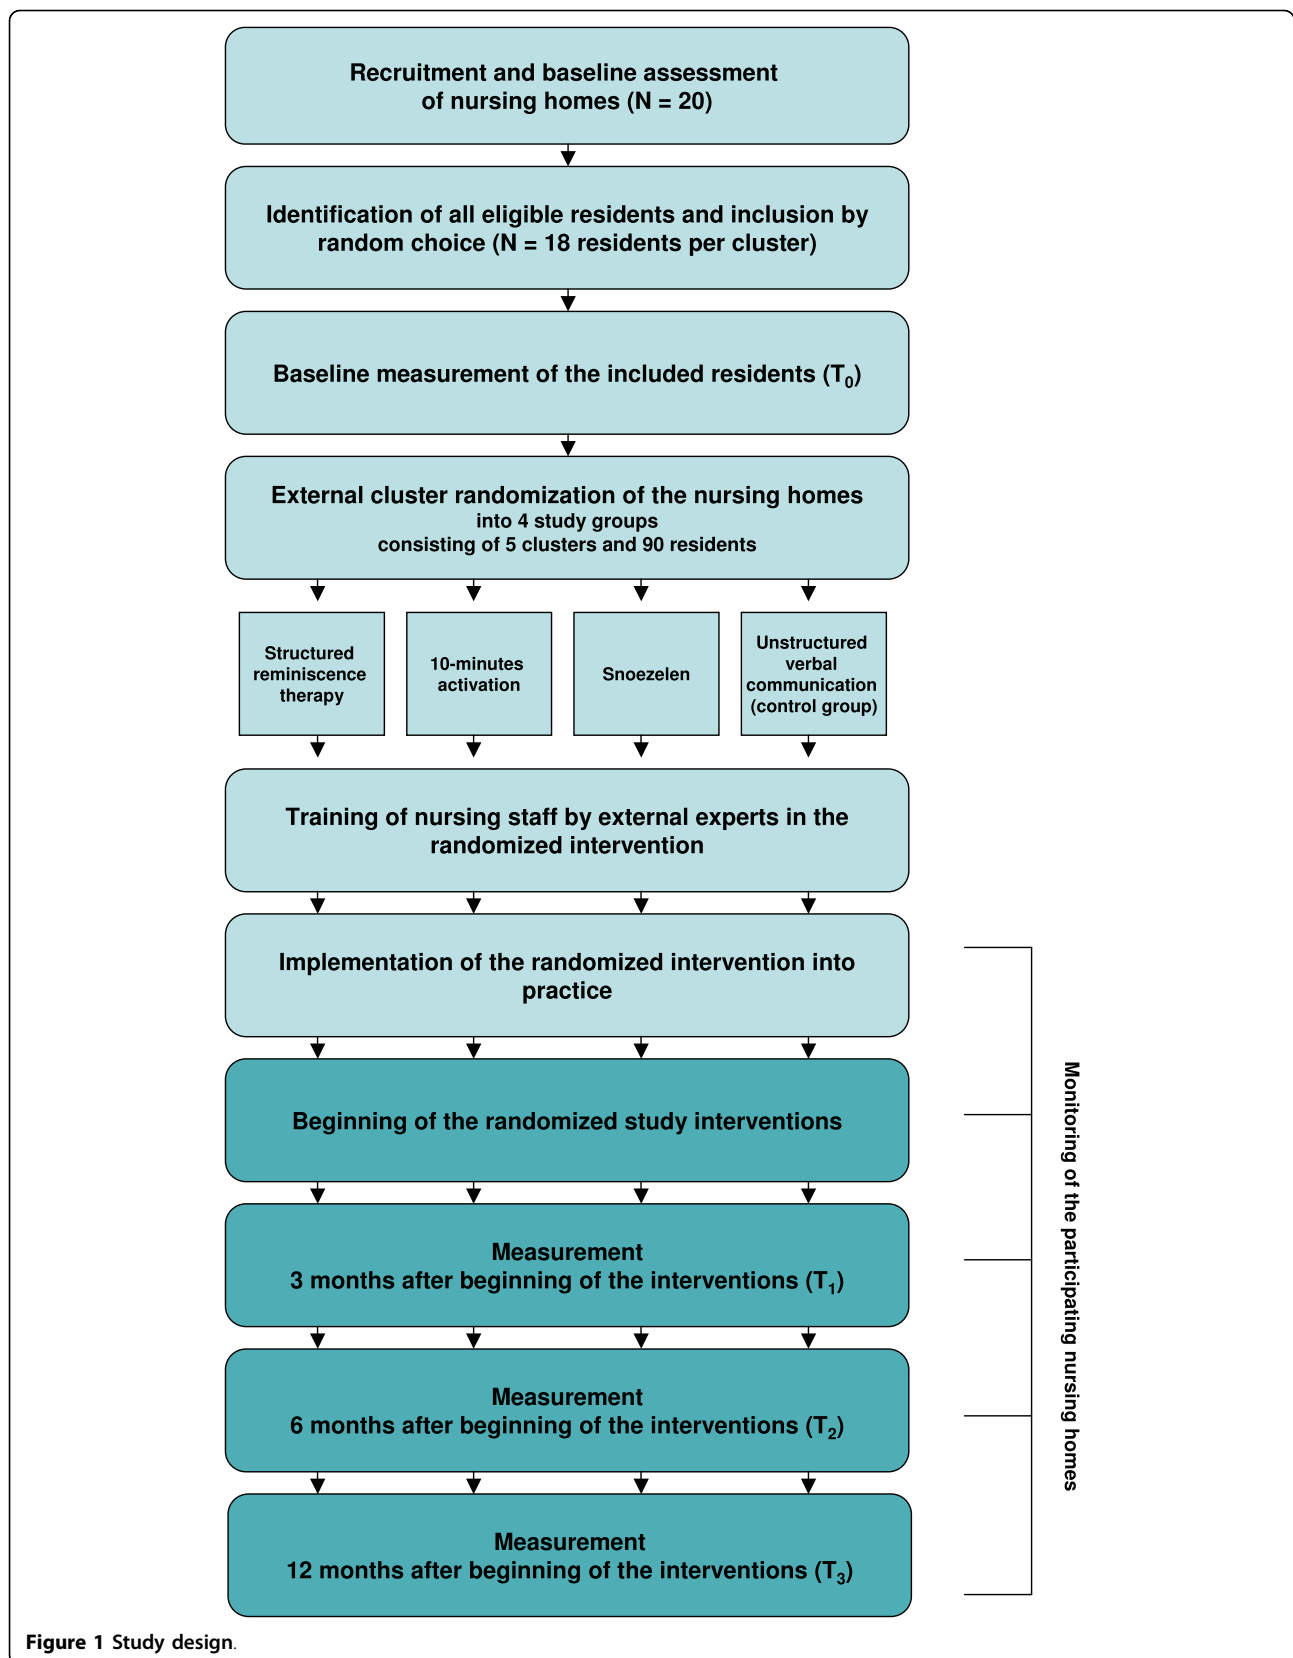 Recruitment and baseline assessment
of nursing homes (N = 20)
Identification of all eligible residents and inclusion by
random choice (N = 18 residents per cluster)
Baseline measurement of the included residents (T0)
External cluster randomization of the nursing homes
into 4 study groups
consisting of 5 clusters and 90 residents
Structured
reminiscence
therapy
10-minutes
activation
Snoezelen
Unstructured
verbal
communication
(control group)
Training of nursing staff by external experts in the
randomized intervention
Implementation of the randomized intervention into
practice
Beginning of the randomized study interventions
Measurement
3 months after beginning of the interventions (T1)
Measurement
6 months after beginning of the interventions (T2)
Measurement
12 months after beginning of the interventions (T3)
Monitoring of the participating nursing homes
Figure 1 Study design.